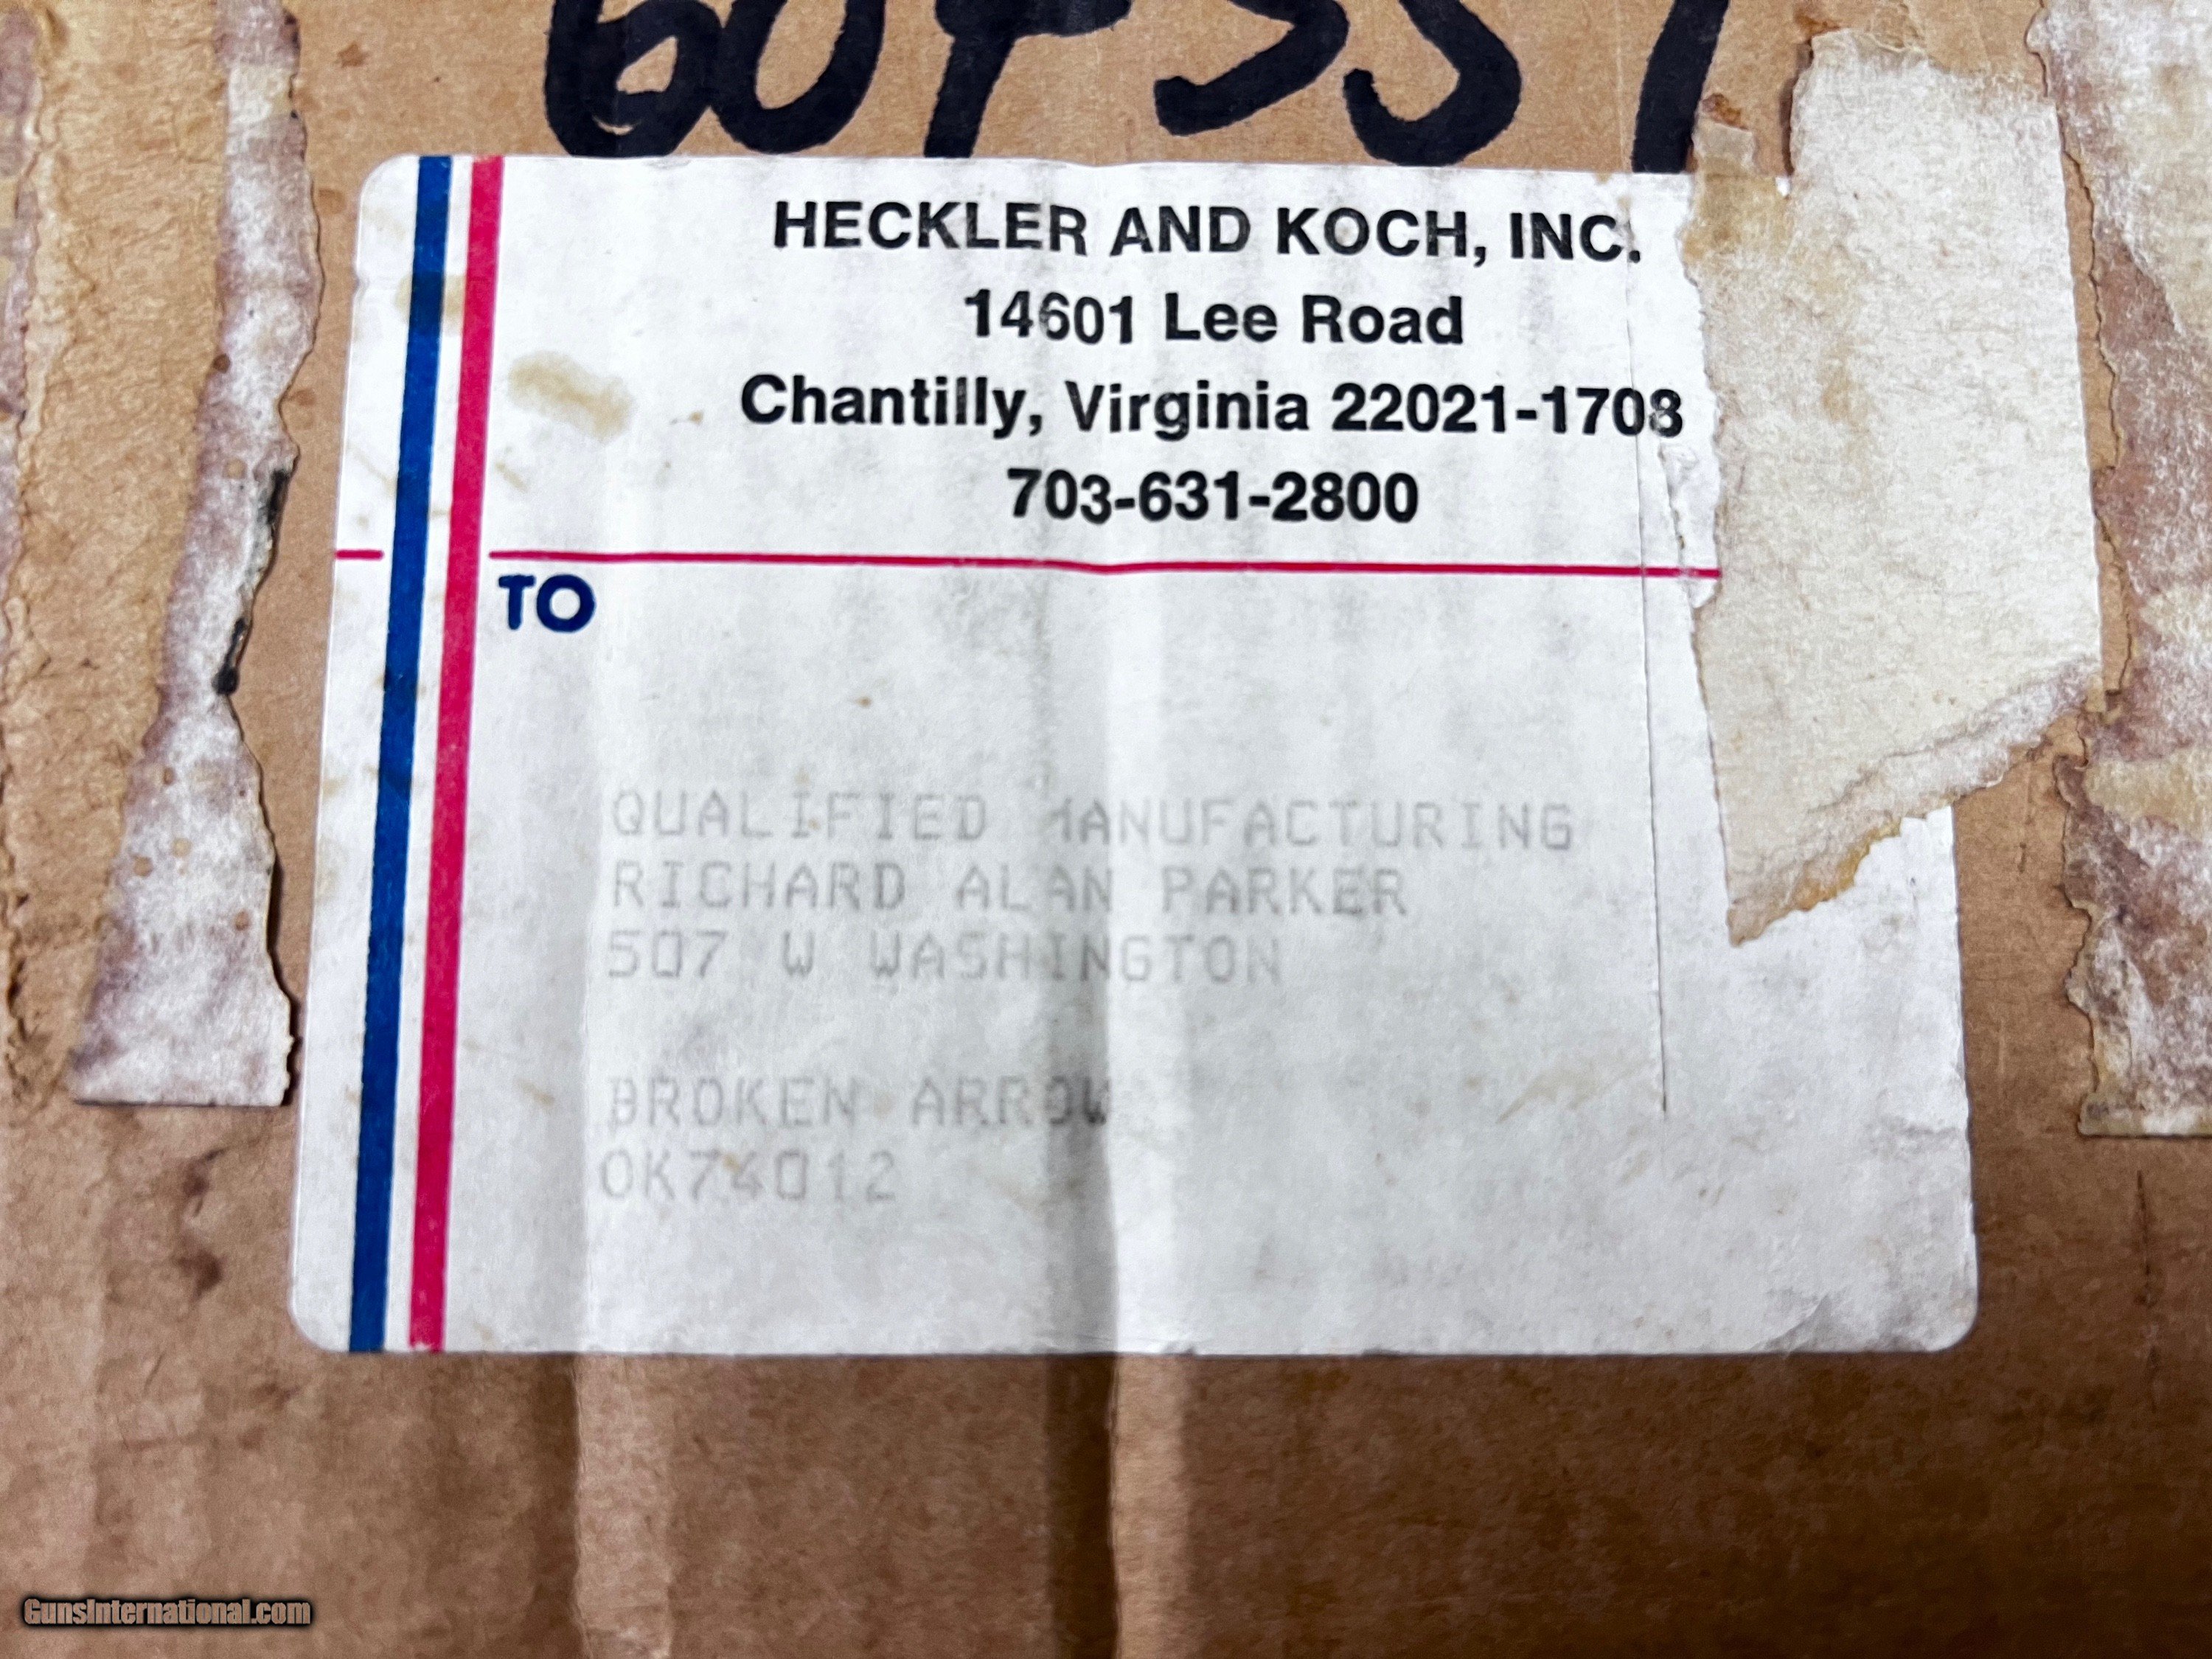 HECKLER AND KOCH, INC.
14601 Lee Road
Chantilly, Virginia 22021-1708
703-631-2800
TO
QUALIFIED MANUFACTURING
RICHARD ALAN PARKER
507 W WASHINGTON
BROKEN ARROW
OK74012
GunsInternational.com